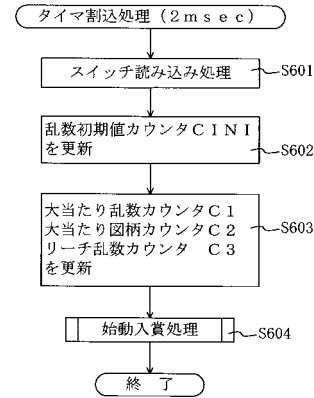 タイマ割込処理（２ｍｓｅｃ）
スイッチ読み込み処理
S601
乱数初期値カウンタＣＩＮＩ
を更新
S602
大当たり乱数カウンタＣ１
大当たり図柄カウンタＣ２
リーチ乱数カウンタ　Ｃ３
を更新
S603
始動入賞処理
S604
終　了